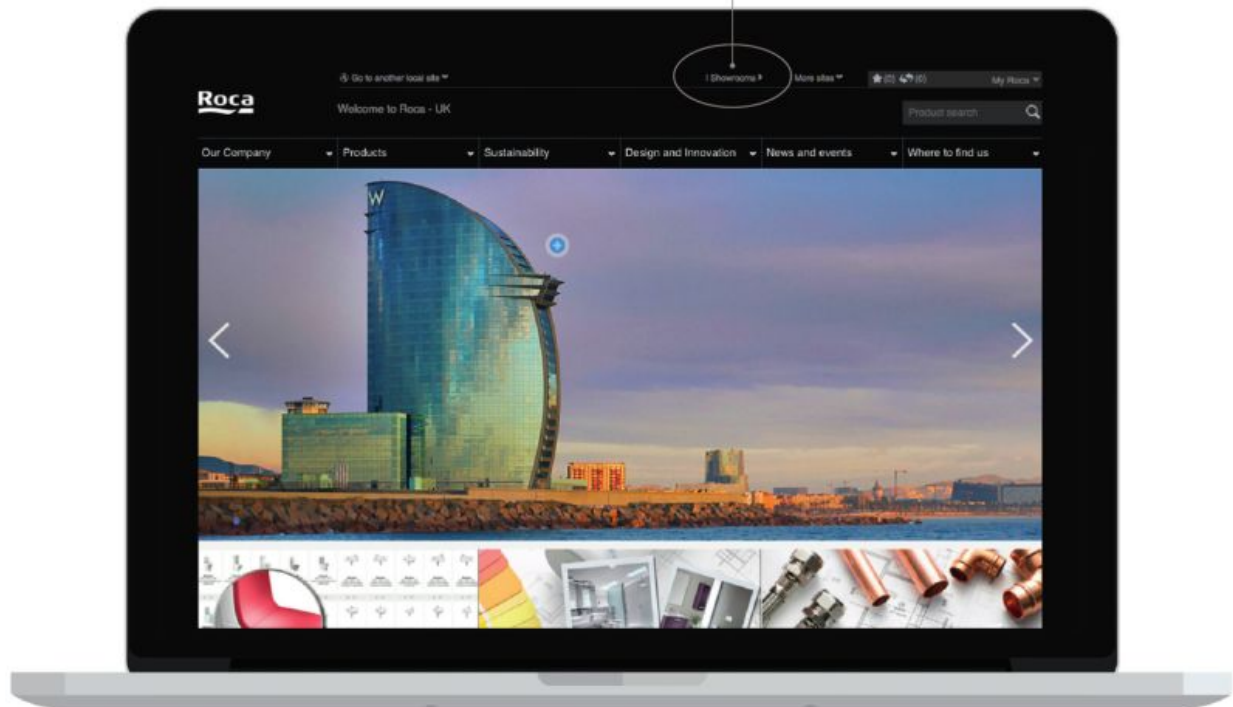 Go to another local site
| Showrooms
More sites
(0)
(0)
My Roca
Roca
Welcome to Roca - UK
Product search
Our Company
Products
Sustainability
Design and Innovation
News and events
Where to find us
W